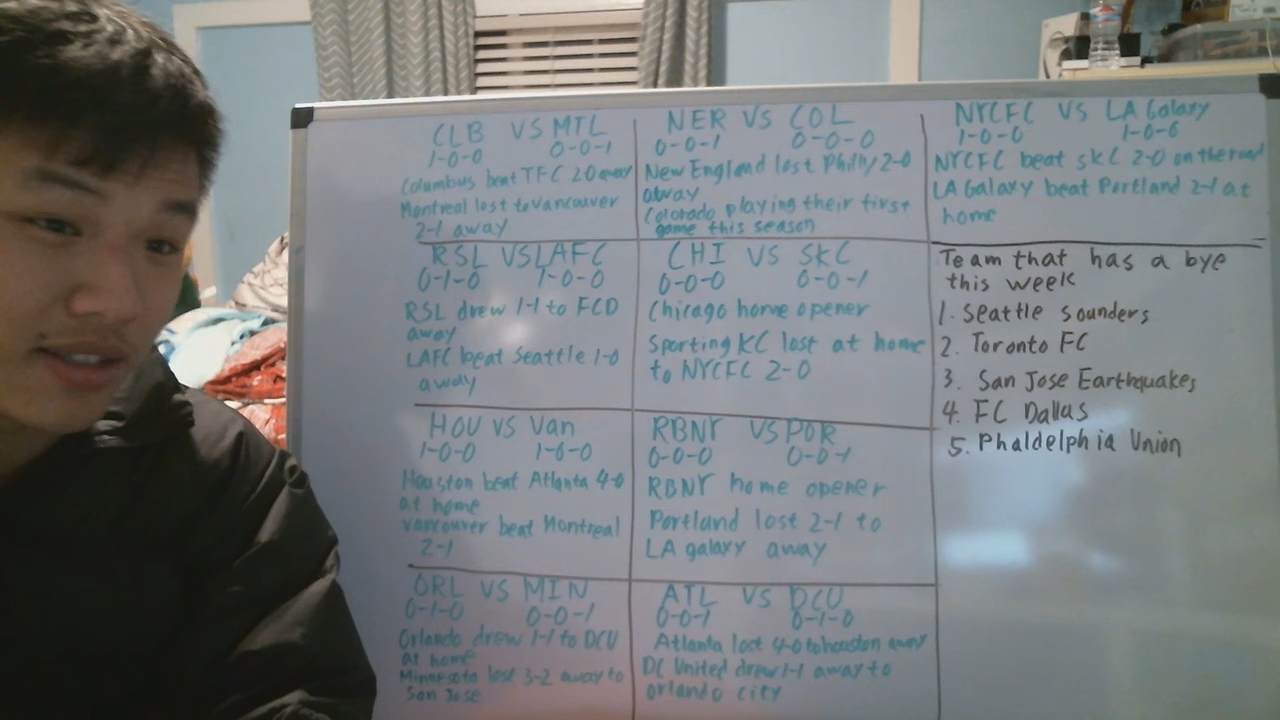 CLB VS MTL
1-0-0 0-0-1
Columbus beat TFC 2-0 away
Montreal lost to Vancouver
2-1 away
NER VS COL
0-0-1 0-0-0
New England lost Philly 2-0
away
Colorado playing their first
game this season
NYCFC VS LA Galaxy
1-0-0 1-0-0
NYCFC beat SKC 2-0 on the road
LA Galaxy beat Portland 2-1 at
home
RSL VS LAFC
0-1-0 1-0-0
RSL drew 1-1 to FCD
away
LAFC beat Seattle 1-0
away
CHI VS SKC
0-0-0 0-0-1
Chicago home opener
Sporting KC lost at home
to NYCFC 2-0
Team that has a bye
this week
1. Seattle sounders
2. Toronto FC
3. San Jose Earthquakes
4. FC Dallas
5. Phaldelphia Union
HOU VS Van
1-0-0 1-0-0
Houston beat Atlanta 4-0
at home
vancouver beat Montreal
2-1
RBNY VS POR
0-0-0 0-0-1
RBNY home opener
Portland lost 2-1 to
LA galaxy away
ORL VS MIN
0-1-0 0-0-1
Orlando drew 1-1 to DCU
at home
Minnesota lost 3-2 away to
San Jose
ATL VS DCU
0-0-1 0-1-0
Atlanta lost 4-0 to houston away
DC United drew 1-1 away to
orlando city